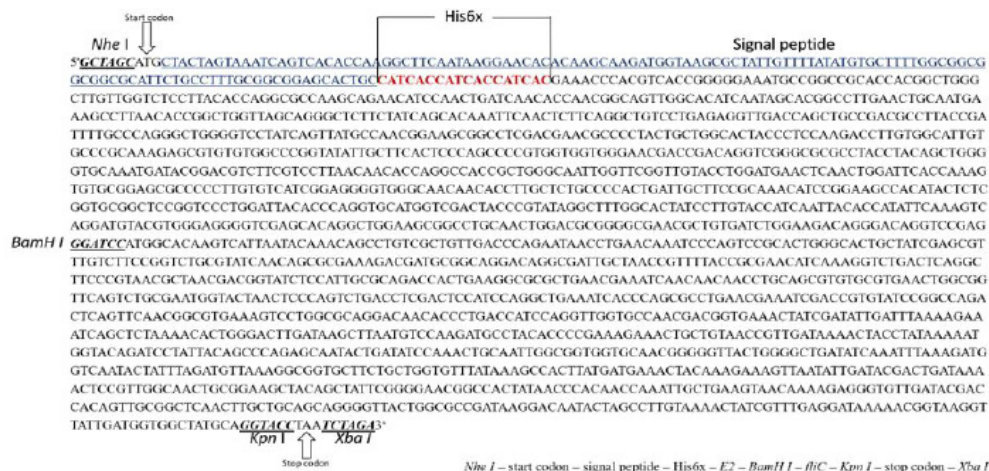 Start codon
His6x
Nhe I
Signal peptide
5'GCTAGCATGCTACTAGTAAATCAGTCACACCAAGGCTTCAATAAGGAACACACAAGCAAGATGGTAAGCGCTATTGTTTTATATGTGCTTTTGGCGGCG
GCGGCGCATTCTGCCTTTGCGGCGGAGCACTGCCATCACCATCACCATCACGAAACCCACGTCACCGGGGGAAATGCCGGCCGCACCACGGCTGGG
CTTGTTGGTCTCCTTACACCAGGCGCCAAGCAGAACATCCAACTGATCAACACCAACGGCAGTTGGCACATCAATAGCACGGCCTTGAACTGCAATGA
AAGCCTTAACACCGGCTGGTTAGCAGGGCTCTTCTATCAGCACAAATTCAACTCTTCAGGCTGTCCTGAGAGGTTGACCAGCTGCCGACGCCTTACCGA
TTTTGCCCAGGGCTGGGGTCCTATCAGTTATGCCAACGGAAGCGGCCTCGACGAACGCCCCTACTGCTGGCACTACCCTCCAAGACCTTGTGGCATTGT
GCCCGCAAAGAGCGTGTGTGGCCCGGTATATTGCTTCACTCCCAGCCCCGTGGTGGTGGGAACGACCGACAGGTCGGGCGCGCCTACCTACAGCTGGG
GTGCAAATGATACGGACGTCTTCGTCCTTAACAACACCAGGCCACCGCTGGGCAATTGGTTCGGTTGTACCTGGATGAACTCAACTGGATTCACCAAAG
TGTGCGGAGCGCCCCCTTGTGTCATCGGAGGGGTGGGCAACAACACCTTGCTCTGCCCCACTGATTGCTTCCGCAAACATCCGGAAGCCACATACTCTC
GGTGCGGCTCCGGTCCCTGGATTACACCCAGGTGCATGGTCGACTACCCGTATAGGCTTTGGCACTATCCTTGTACCATCAATTACACCATATTCAAAGTC
AGGATGTACGTGGGAGGGGTCGAGCACAGGCTGGAAGCGGCCTGCAACTGGACGCGGGGCGAACGCTGTGATCTGGAAGACAGGGACAGGTCCGAG
BamH I
GGATCCATGGCACAAGTCATTAATACAAACAGCCTGTCGCTGTTGACCCAGAATAACCTGAACAAATCCCAGTCCGCACTGGGCACTGCTATCGAGCGT
TTGTCTTCCGGTCTGCGTATCAACAGCGCGAAAGACGATGCGGCAGGACAGGCGATTGCTAACCGTTTTACCGCGAACATCAAAGGTCTGACTCAGGC
TTCCCGTAACGCTAACGACGGTATCTCCATTGCGCAGACCACTGAAGGCGCGCTGAACGAAATCAACAACAACCTGCAGCGTGTGCGTGAACTGGCGG
TTCAGTCTGCGAATGGTACTAACTCCCAGTCTGACCTCGACTCCATCCAGGCTGAAATCACCCAGCGCCTGAACGAAATCGACCGTGTATCCGGCCAGA
CTCAGTTCAACGGCGTGAAAGTCCTGGCGCAGGACAACACCCTGACCATCCAGGTTGGTGCCAACGACGGTGAAACTATCGATATTGATTTAAAAGAA
ATCAGCTCTAAAACACTGGGACTTGATAAGCTTAATGTCCAAGATGCCTACACCCCGAAAGAAACTGCTGTAACCGTTGATAAAACTACCTATAAAAAT
GGTACAGATCCTATTACAGCCCAGAGCAATACTGATATCCAAACTGCAATTGGCGGTGGTGCAACGGGGGTTACTGGGGCTGATATCAAATTTAAAGATG
GTCAATACTATTTAGATGTTAAAGGCGGTGCTTCTGCTGGTGTTTATAAAGCCACTTATGATGAAACTACAAAGAAAGTTAATATTGATACGACTGATAAA
ACTCCGTTGGCAACTGCGGAAGCTACAGCTATTCGGGGAACGGCCACTATAACCCACAACCAAATTGCTGAAGTAACAAAAGAGGGTGTTGATACGAC
CACAGTTGCGGCTCAACTTGCTGCAGCAGGGGTTACTGGCGCCGATAAGGACAATACTAGCCTTGTAAAACTATCGTTTGAGGATAAAAACGGTAAGGT
TATTGATGGTGGCTATGCAGGTACCTAATCTAGA3'
Kpn I
Xba I
Stop codon
Nhe I – start codon – signal peptide – His6x – E2 – BamH I – fliC – Kpn I – stop codon – Xba I